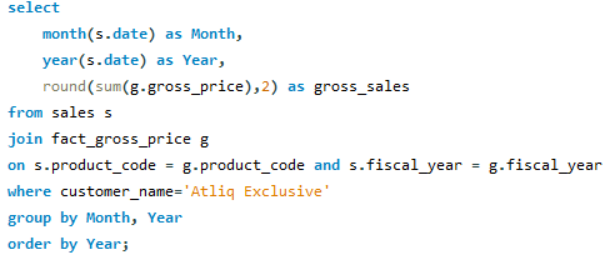 select
month(s.date) as Month,
year(s.date) as Year,
round(sum(g.gross_price),2) as gross_sales
from sales s
join fact_gross_price g
on s.product_code = g.product_code and s.fiscal_year = g.fiscal_year
where customer_name='Atliq Exclusive'
group by Month, Year
order by Year;